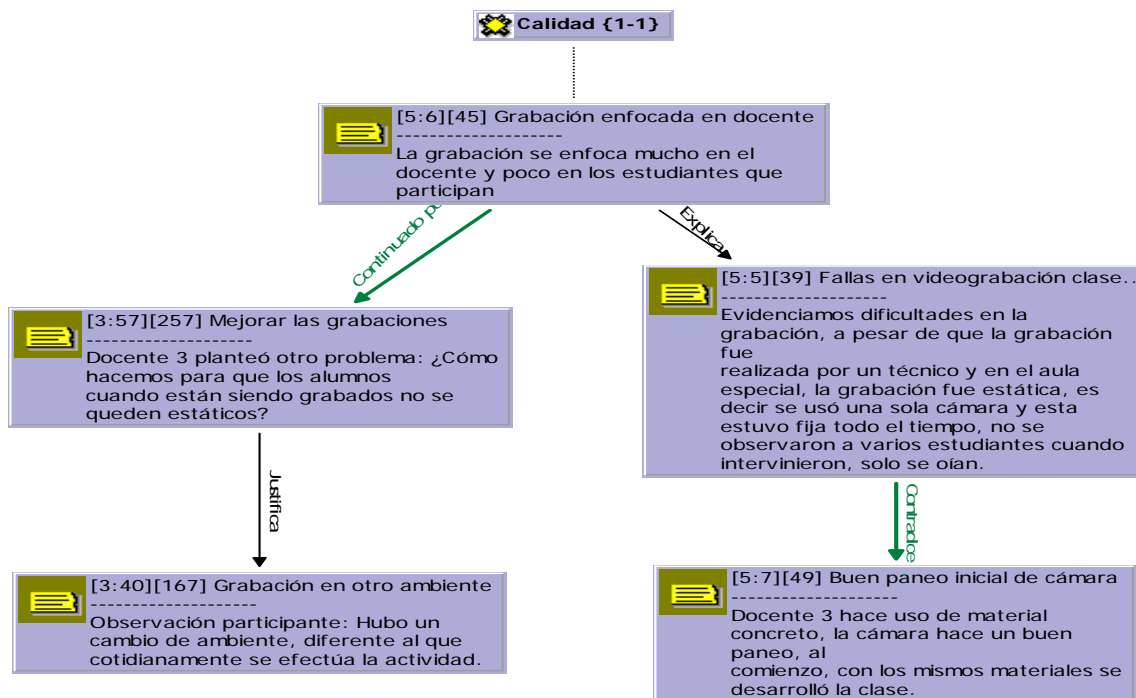 Calidad {1-1}
[5:6][45] Grabación enfocada en docente
--------------------
La grabación se enfoca mucho en el
docente y poco en los estudiantes que
participan
Continuado po
Explica
[3:57][257] Mejorar las grabaciones
--------------------
Docente 3 planteó otro problema: ¿Cómo
hacemos para que los alumnos
cuando están siendo grabados no se
queden estáticos?
[5:5][39] Fallas en videograbación clase..
--------------------
Evidenciamos dificultades en la
grabación, a pesar de que la grabación
fue
realizada por un técnico y en el aula
especial, la grabación fue estática, es
decir se usó una sola cámara y esta
estuvo fija todo el tiempo, no se
observaron a varios estudiantes cuando
intervinieron, solo se oían.
Justifica
Contradice
[3:40][167] Grabación en otro ambiente
--------------------
Observación participante: Hubo un
cambio de ambiente, diferente al que
cotidianamente se efectúa la actividad.
[5:7][49] Buen paneo inicial de cámara
--------------------
Docente 3 hace uso de material
concreto, la cámara hace un buen
paneo, al
comienzo, con los mismos materiales se
desarrolló la clase.